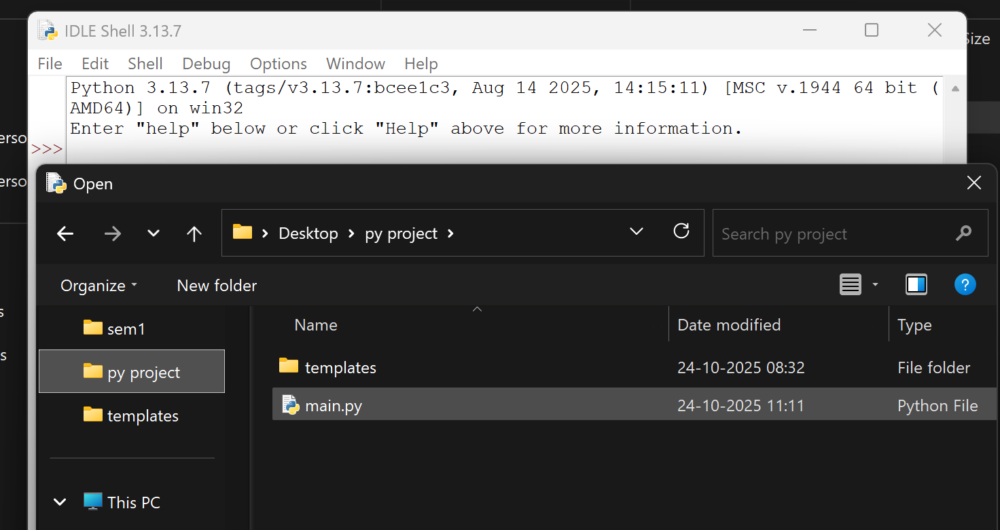 IDLE Shell 3.13.7
Size
File Edit Shell Debug Options Window Help
Python 3.13.7 (tags/v3.13.7:bcee1c3, Aug 14 2025, 14:15:11) [MSC v.1944 64 bit (
AMD64)] on win32
Enter "help" below or click "Help" above for more information.
erso
>>>
erso
Open
Desktop py project
Search py project
Organize New folder
?
s
Name Date modified Type
sem1
s
templates 24-10-2025 08:32 File folder
py project
main.py 24-10-2025 11:11 Python File
templates
This PC